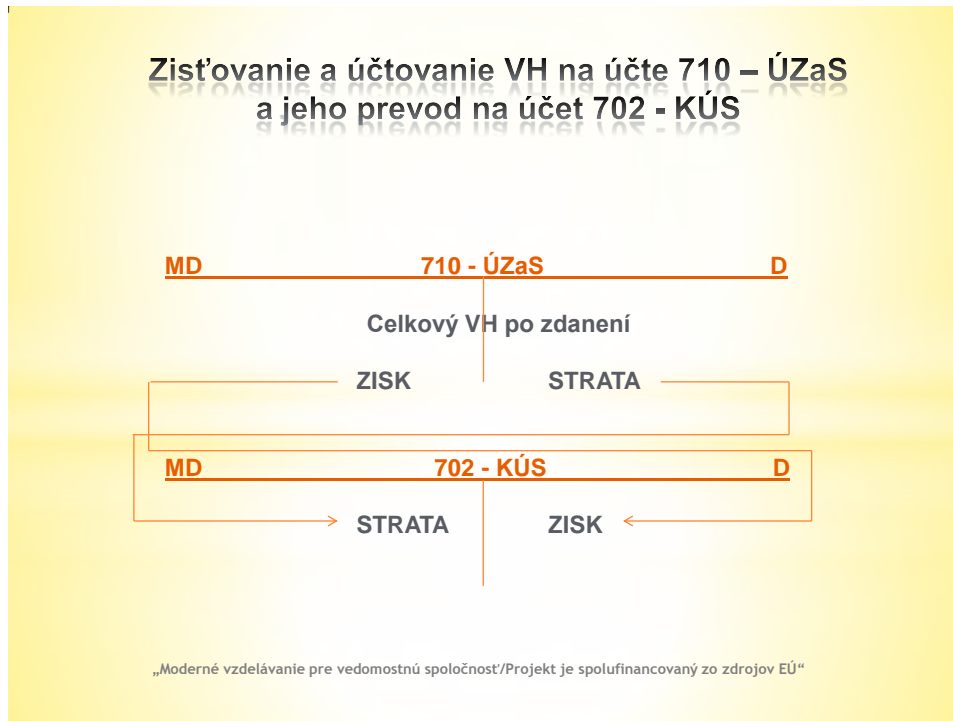 Zisťovanie a účtovanie VH na účte 710 – ÚZaS
a jeho prevod na účet 702 - KÚS
MD 710 - ÚZaS D
Celkový VH po zdanení
ZISK STRATA
MD 702 - KÚS D
STRATA ZISK
„Moderné vzdelávanie pre vedomostnú spoločnosť/Projekt je spolufinancovaný zo zdrojov EÚ“